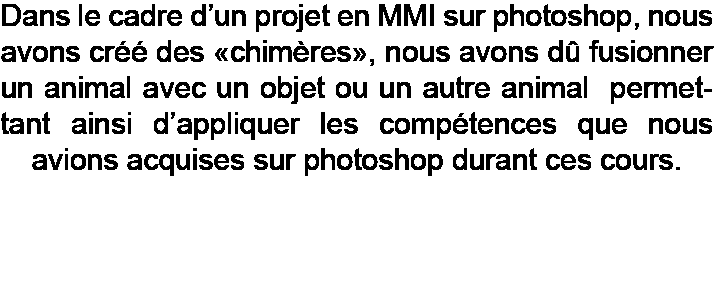 Dans le cadre d’un projet en MMI sur photoshop, nous
avons créé des «chimères», nous avons dû fusionner
un animal avec un objet ou un autre animal  permet-
tant ainsi d’appliquer les compétences que nous
avions acquises sur photoshop durant ces cours.